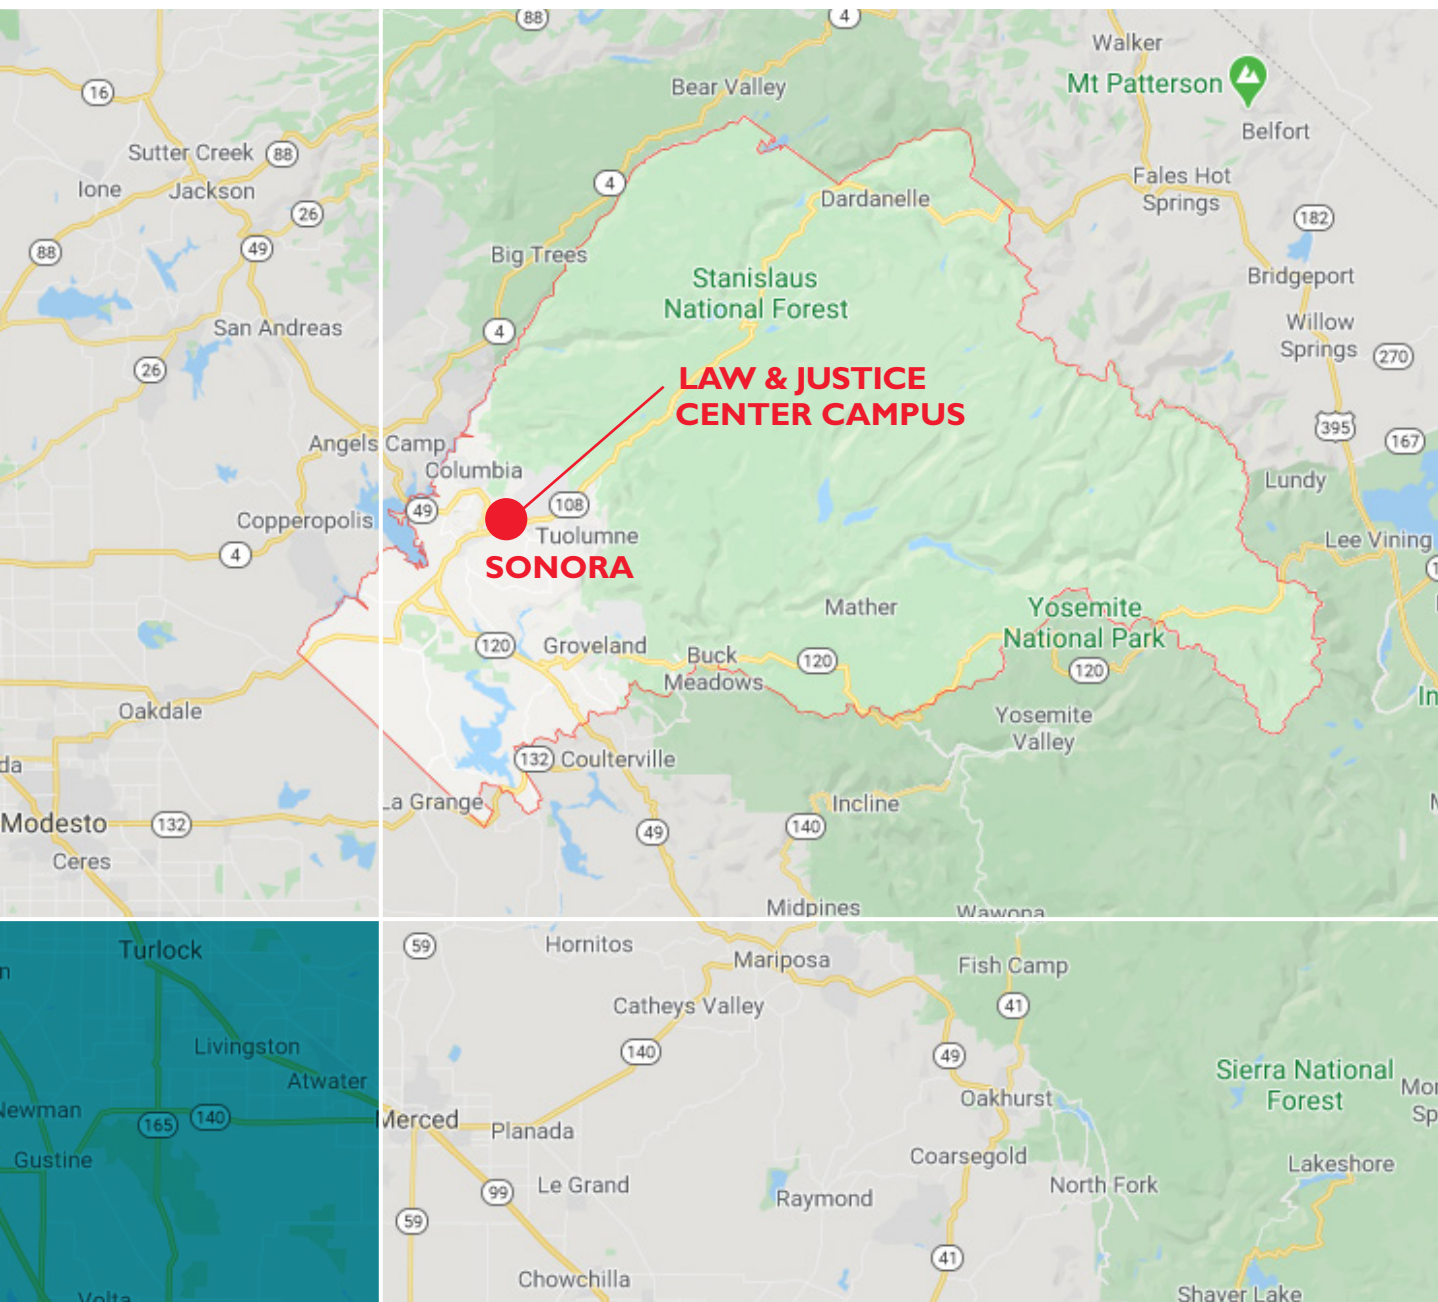 88
4
Walker
Mt Patterson
Bear Valley
16
Belfort
Sutter Creek
88
Ione
Jackson
4
Fales Hot
Springs
26
Dardanelle
182
88
49
Big Trees
Bridgeport
Stanislaus
National Forest
San Andreas
4
Willow
Springs
270
26
LAW & JUSTICE
CENTER CAMPUS
395
167
Angels Camp
Columbia
Lundy
49
108
Copperopolis
Tuolumne
Lee Vining
4
SONORA
Mather
Yosemite
National Park
120
Groveland
Buck
Meadows
120
120
Oakdale
Yosemite
Valley
132
Coulterville
La Grange
Incline
Modesto
132
49
140
Ceres
Midpines
Wawona
Turlock
59
Hornitos
Mariposa
Fish Camp
Catheys Valley
41
Livingston
140
49
Sierra National
Forest
Atwater
Oakhurst
Newman
165
140
Merced
Planada
Gustine
Coarsegold
Lakeshore
99
Le Grand
Raymond
North Fork
59
41
Chowchilla
Shaver Lake
Volta